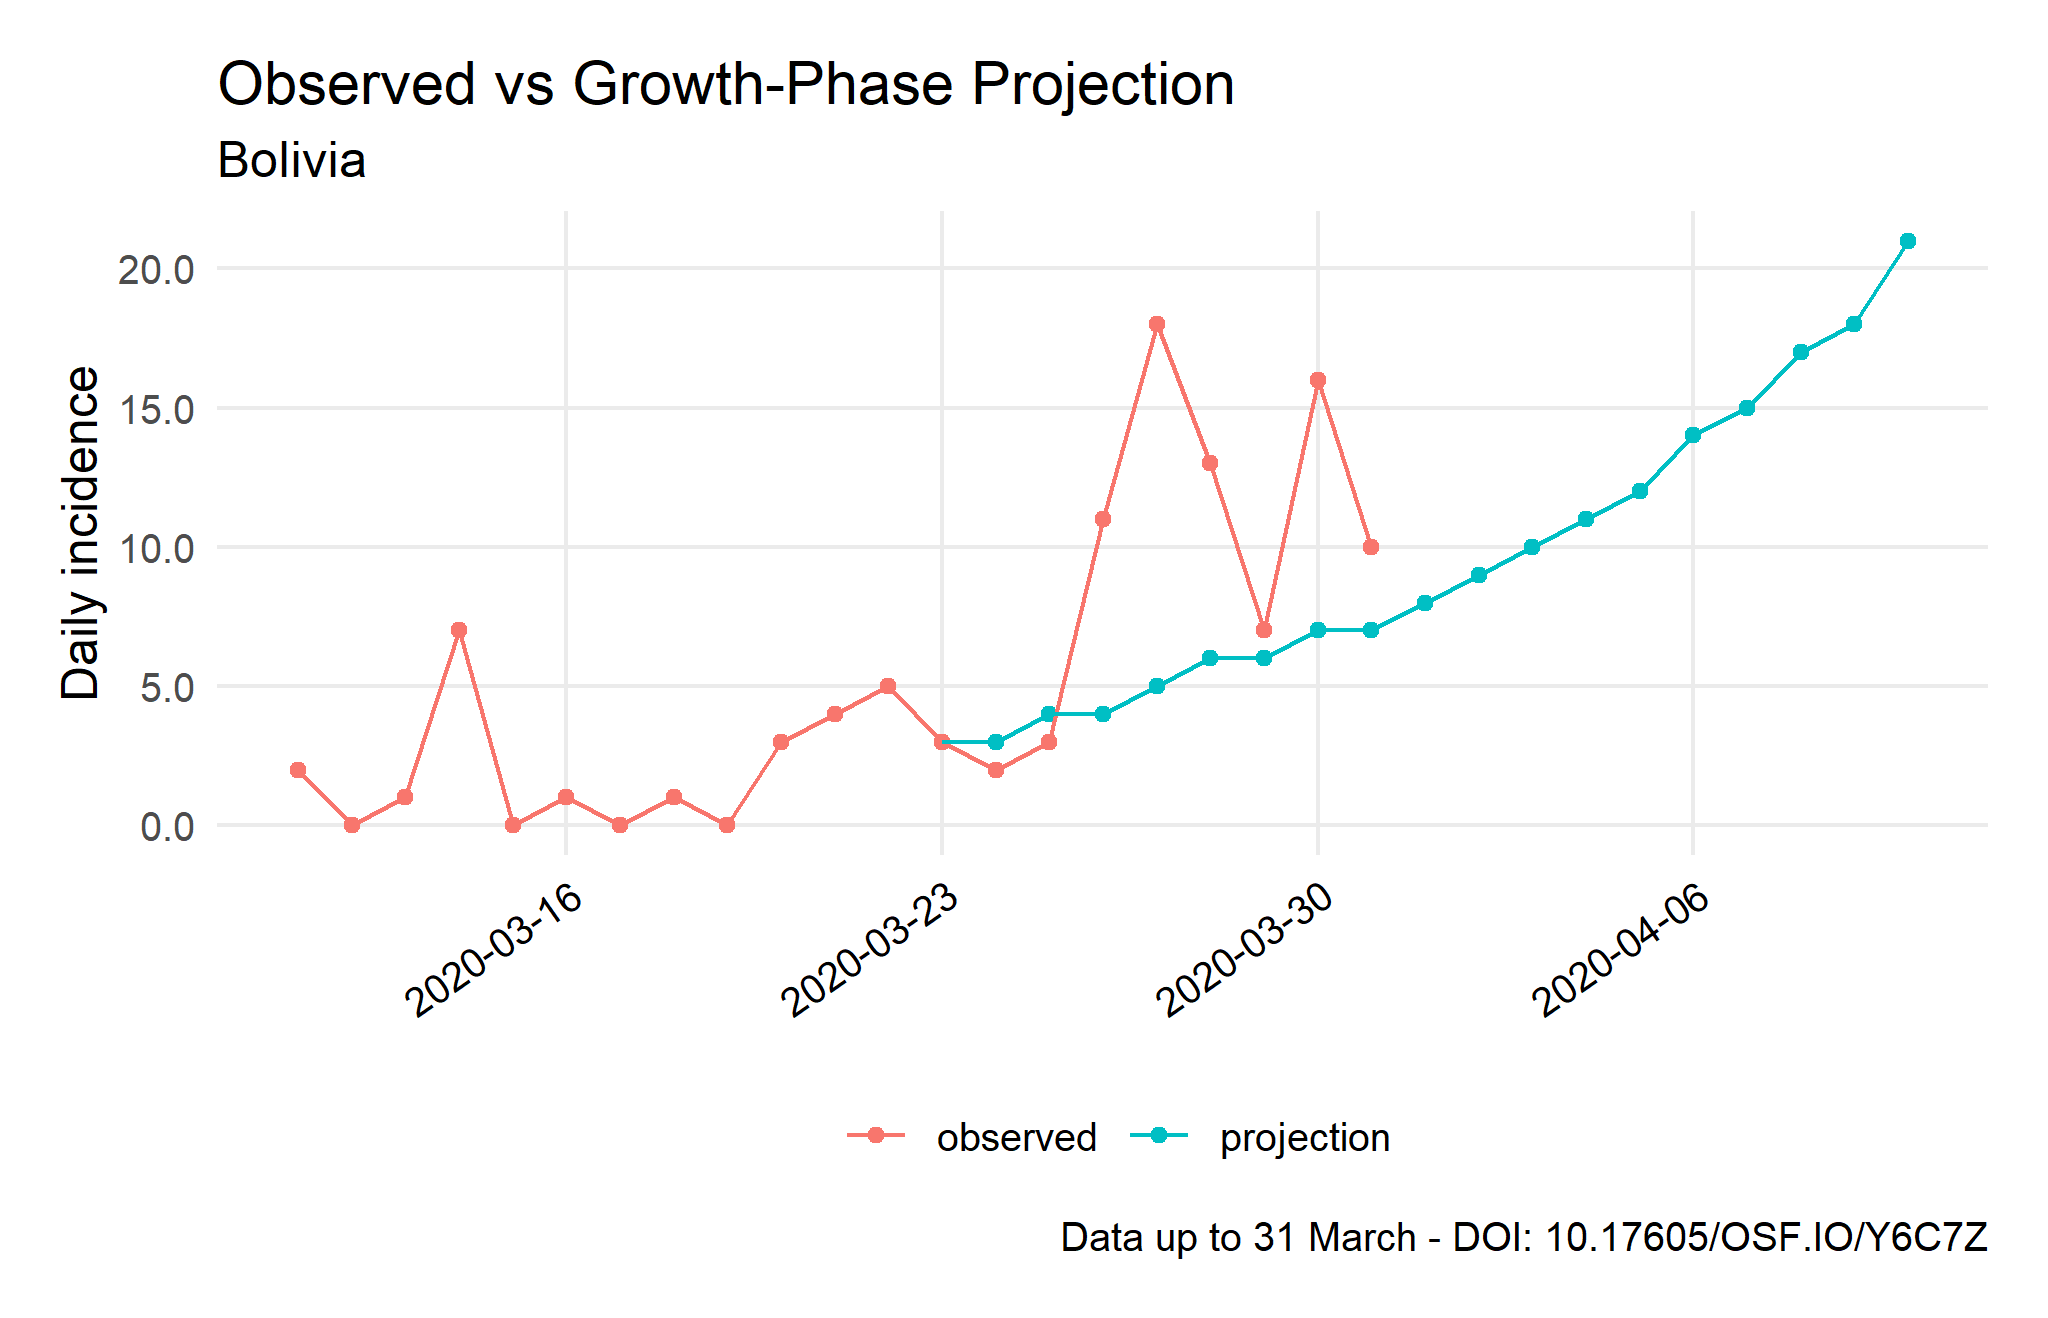 Observed vs Growth-Phase Projection
Bolivia
Daily incidence
20.0
15.0
10.0
5.0
0.0
2020-03-16
2020-03-23
2020-03-30
2020-04-06
observed
projection
Data up to 31 March - DOI: 10.17605/OSF.IO/Y6C7Z